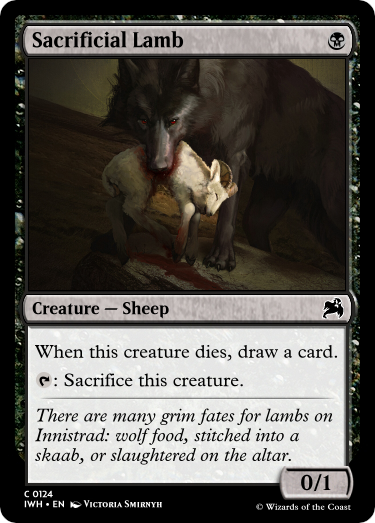 Sacrificial Lamb
Creature — Sheep
When this creature dies, draw a card.
: Sacrifice this creature.
There are many grim fates for lambs on
Innistrad: wolf food, stitched into a
skaab, or slaughtered on the altar.
0/1
C 0124
IWH • EN VICTORIA SMIRNYH
© Wizards of the Coast